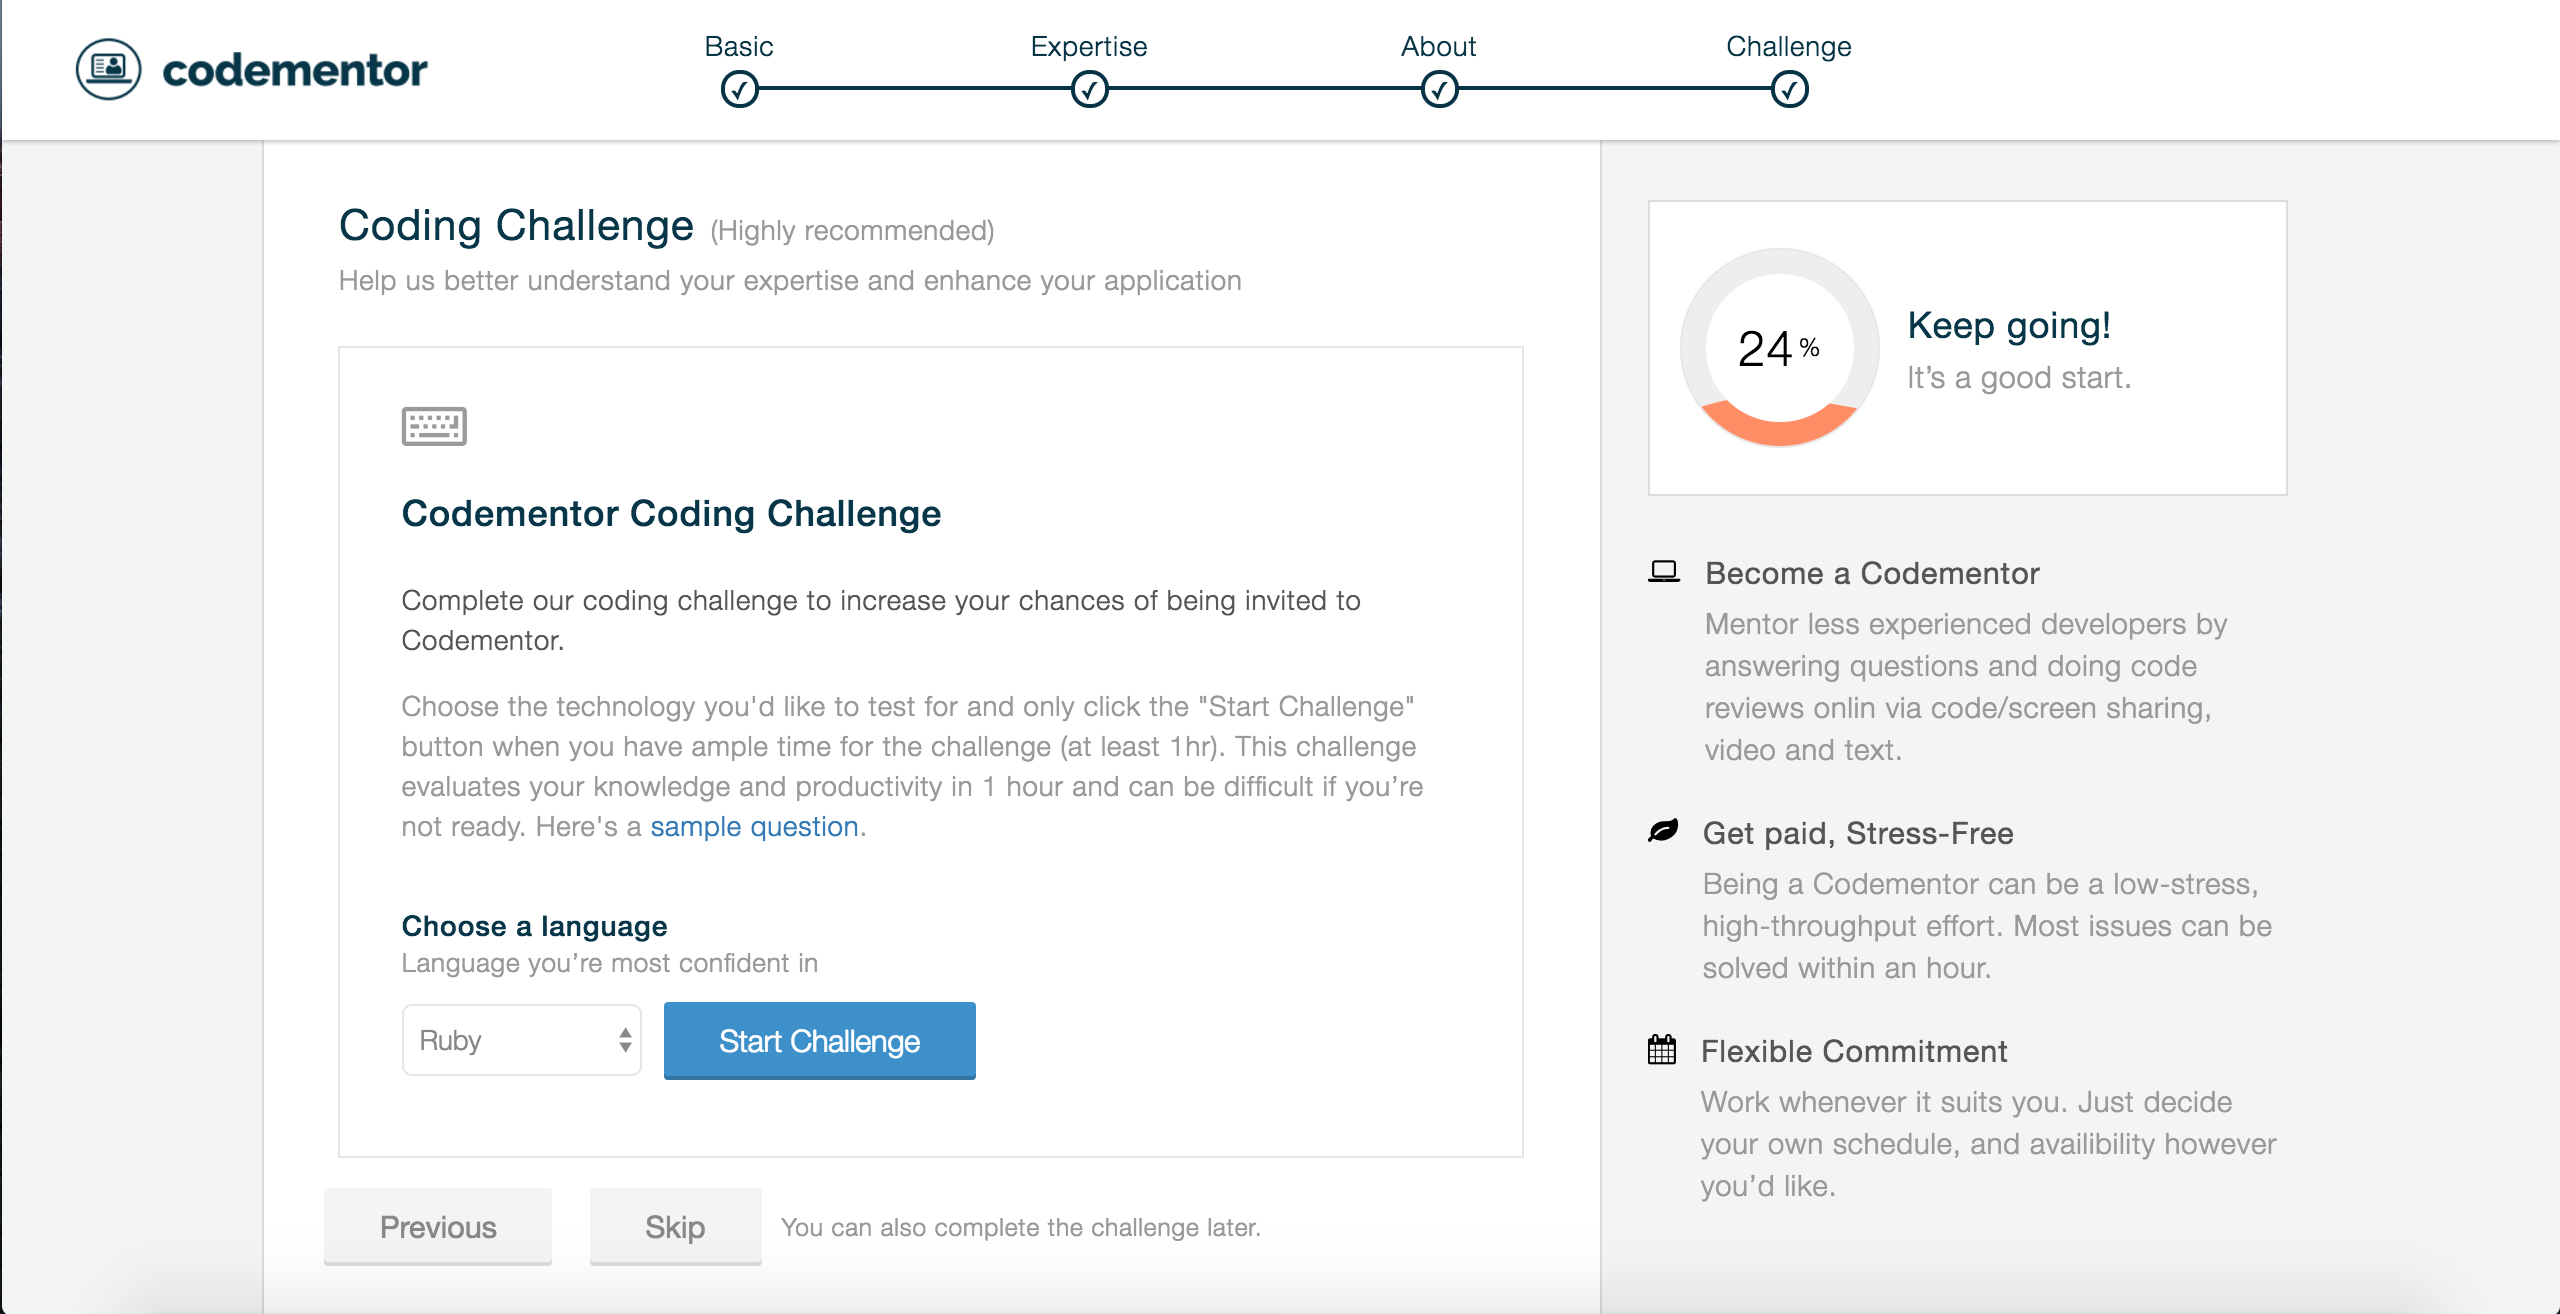 codementor
Basic
Expertise
About
Challenge
Coding Challenge (Highly recommended)
Help us better understand your expertise and enhance your application
Codementor Coding Challenge
Complete our coding challenge to increase your chances of being invited to
Codementor.
Choose the technology you'd like to test for and only click the "Start Challenge"
button when you have ample time for the challenge (at least 1hr). This challenge
evaluates your knowledge and productivity in 1 hour and can be difficult if you’re
not ready. Here's a sample question.
Choose a language
Language you’re most confident in
Ruby
Start Challenge
Previous
Skip
You can also complete the challenge later.
24 %
Keep going!
It’s a good start.
Become a Codementor
Mentor less experienced developers by
answering questions and doing code
reviews onlin via code/screen sharing,
video and text.
Get paid, Stress-Free
Being a Codementor can be a low-stress,
high-throughput effort. Most issues can be
solved within an hour.
Flexible Commitment
Work whenever it suits you. Just decide
your own schedule, and availibility however
you’d like.